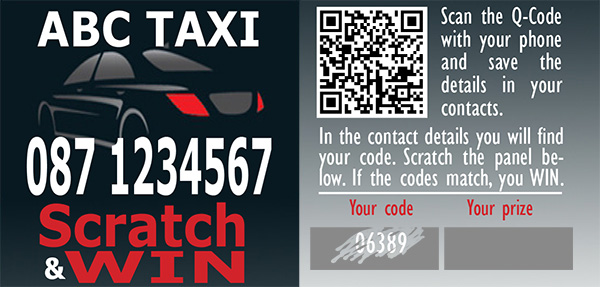 ABC TAXI
087 1234567
Scratch
& WIN
Scan the Q-Code
with your phone
and save the
details in your
contacts.
In the contact details you will find
your code. Scratch the panel be-
low. If the codes match, you WIN.
Your code
Your prize
06389